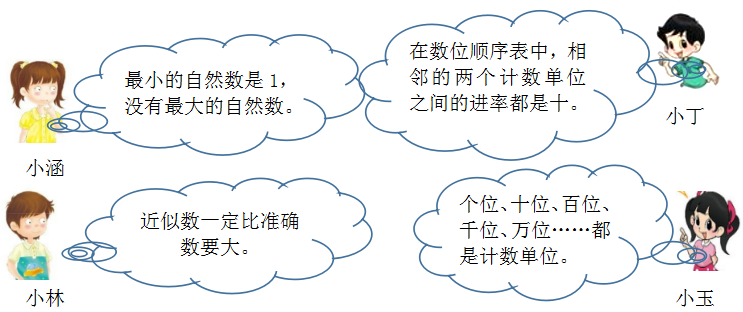 最小的自然数是1，
没有最大的自然数。
小涵
在数位顺序表中，相
邻的两个计数单位
之间的进率都是十。
小丁
近似数一定比准确
数要大。
小林
个位、十位、百位、
千位、万位……都
是计数单位。
小玉